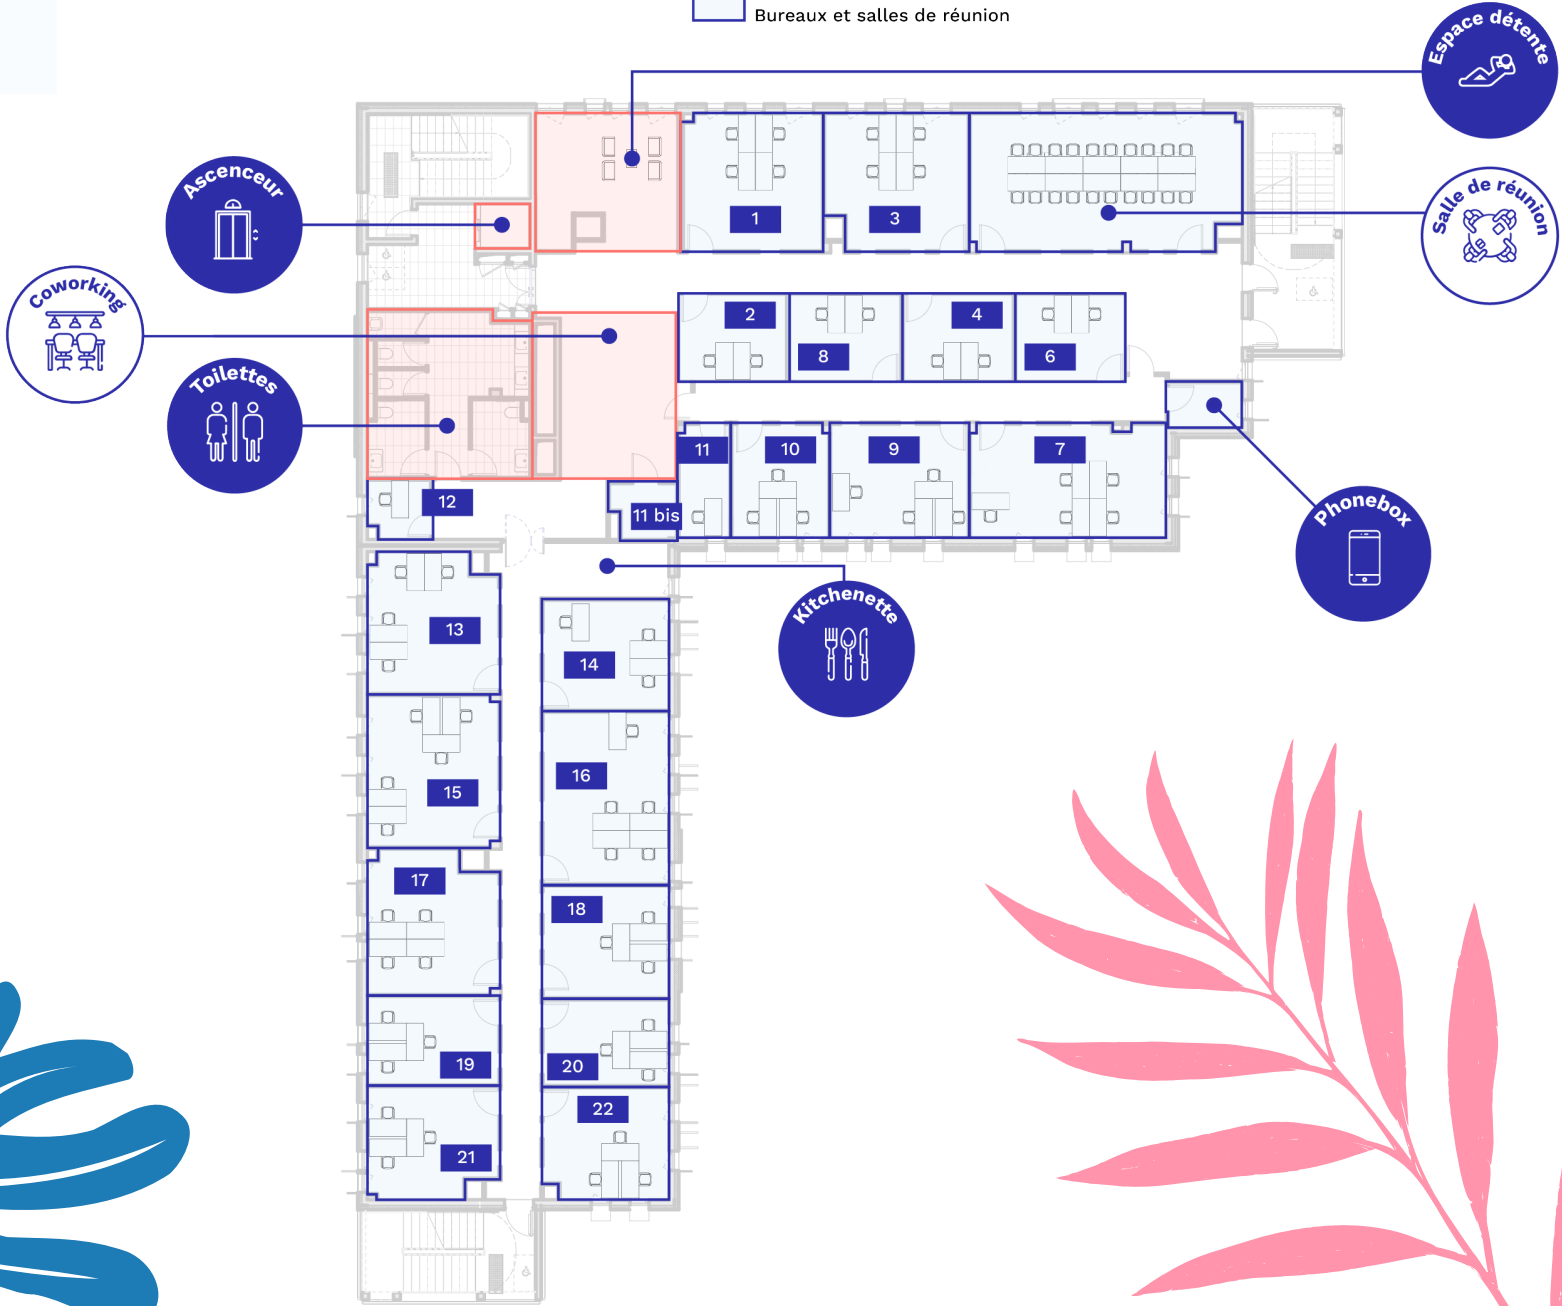 Bureaux et salles de réunion
Espace détente
Ascenceur
Salle de réunion
1
3
Coworking
2
8
4
6
Toilettes
11
10
9
7
12
11 bis
Phonebox
Kitchenette
13
14
15
16
17
18
19
20
21
22